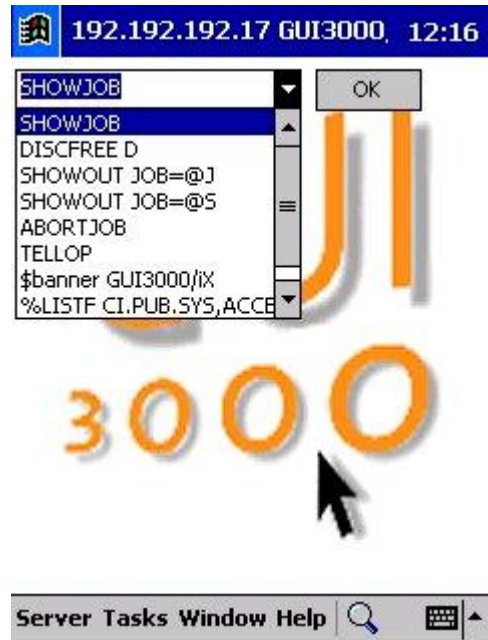 192.192.192.17 GUI3000, 12:16
SHOWJOB
OK
SHOWJOB
DISCFREE D
SHOWOUT JOB=@J
SHOWOUT JOB=@S
ABORTJOB
TELLOP
$banner GUI3000/iX
%LISTF CI.PUB.SYS,ACCE
GUI
3000
Server Tasks Window Help